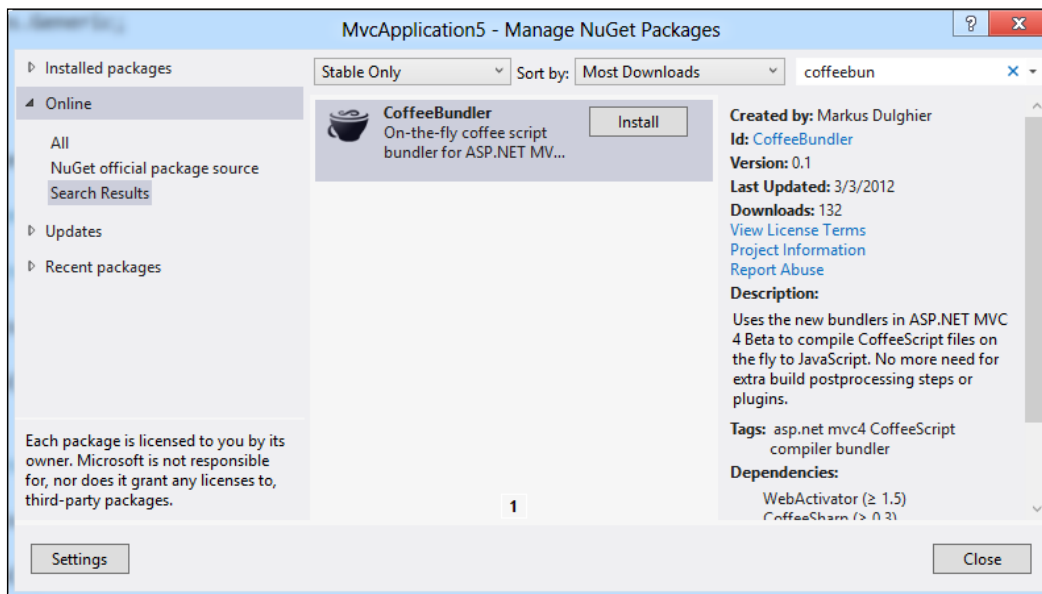 MvcApplication5 - Manage NuGet Packages
?
X
Installed packages
Online
All
NuGet official package source
Search Results
Updates
Recent packages
Each package is licensed to you by its
owner. Microsoft is not responsible
for, nor does it grant any licenses to,
third-party packages.
Stable Only
Sort by: Most Downloads
coffeebun
CoffeeBundler
On-the-fly coffee script
bundler for ASP.NET MV...
Install
1
Created by: Markus Dulghier
Id: CoffeeBundler
Version: 0.1
Last Updated: 3/3/2012
Downloads: 132
View License Terms
Project Information
Report Abuse
Description:
Uses the new bundlers in ASP.NET MVC
4 Beta to compile CoffeeScript files on
the fly to JavaScript. No more need for
extra build postprocessing steps or
plugins.
Tags: asp.net mvc4 CoffeeScript
compiler bundler
Dependencies:
WebActivator (≥ 1.5)
CoffeeSharp (≥ 0.3)
Settings
Close